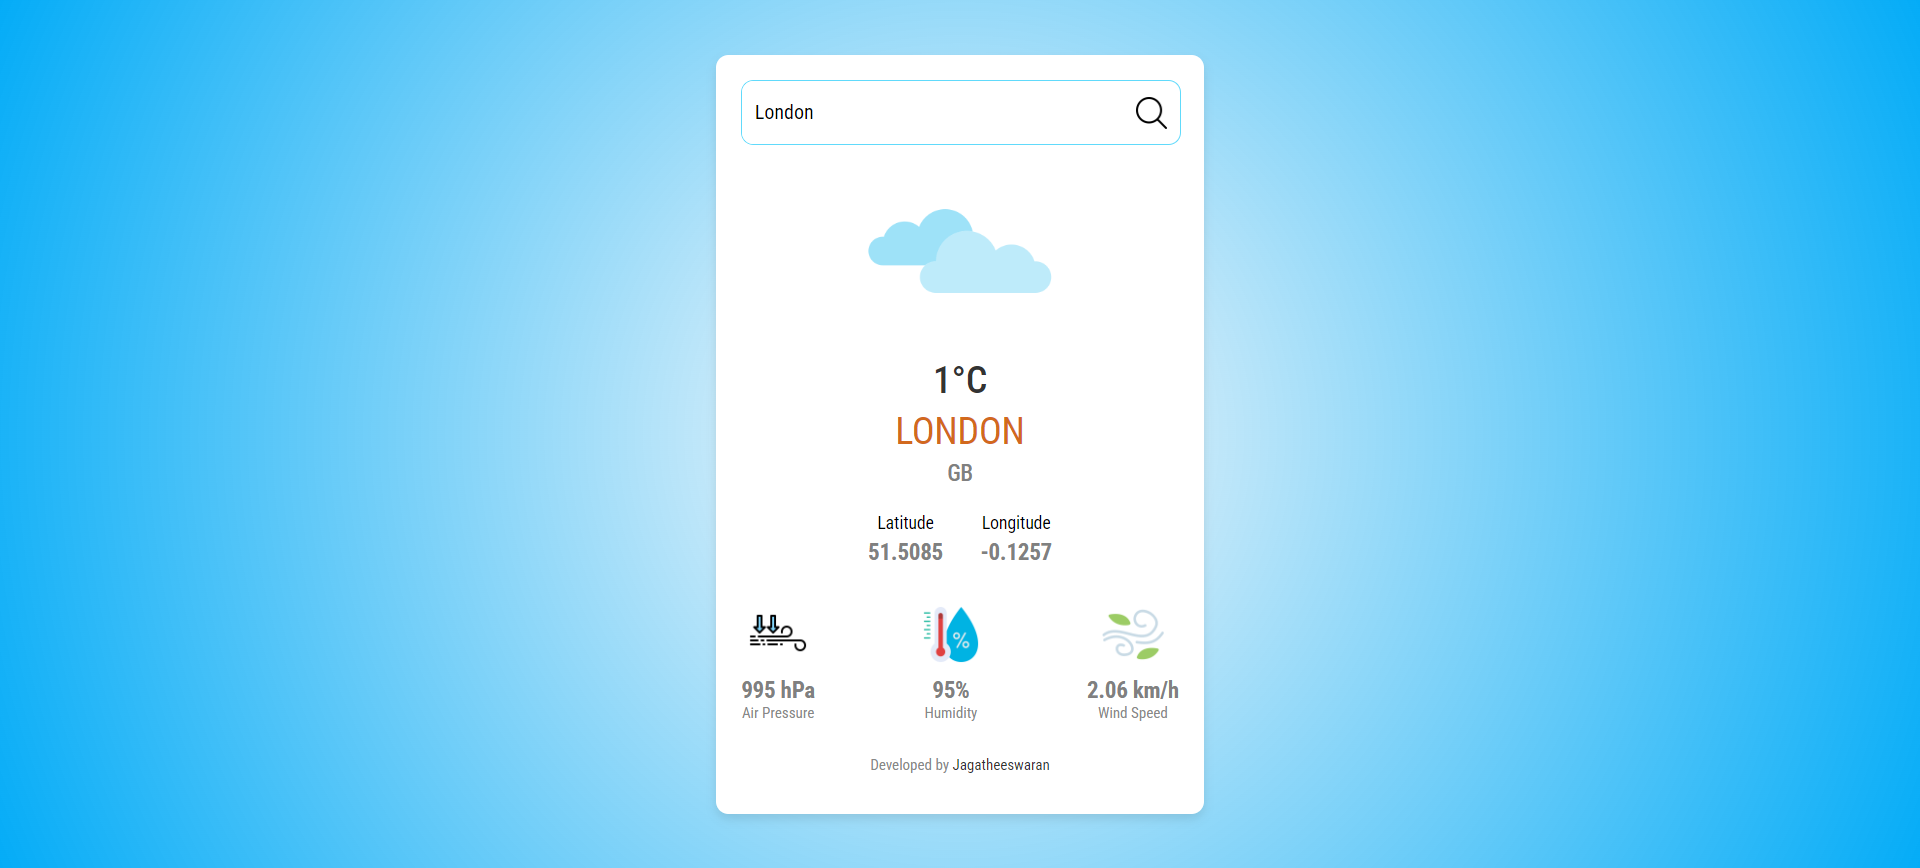 London
1°C
LONDON
GB
Latitude Longitude
51.5085 -0.1257
%
995 hPa 95% 2.06 km/h
Air Pressure Humidity Wind Speed
Developed by Jagatheeswaran